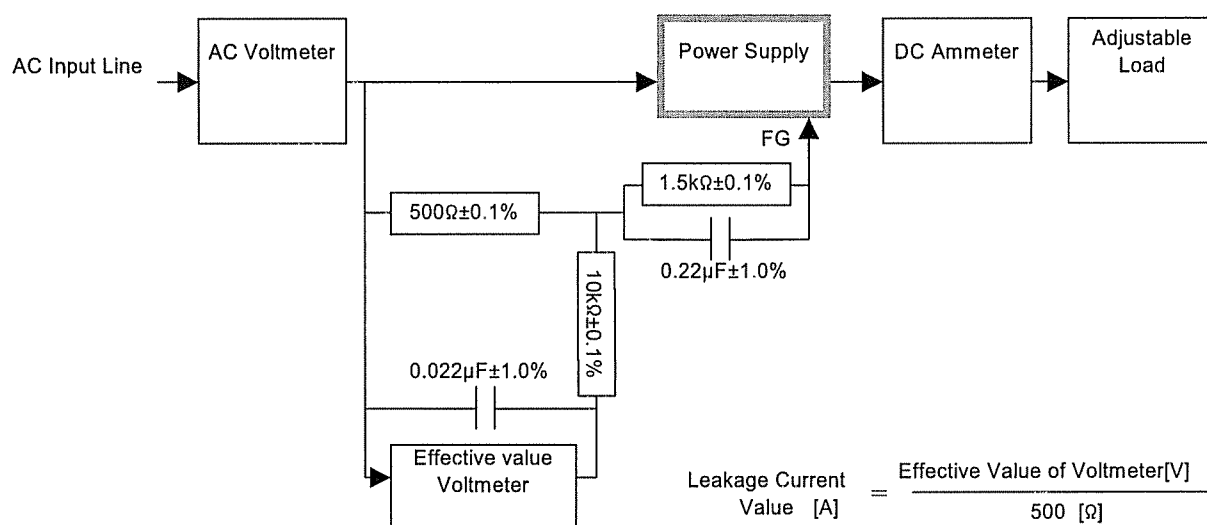 AC Input Line
AC Voltmeter
Power Supply
DC Ammeter
Adjustable
Load
FG
1.5kΩ±0.1%
500Ω±0.1%
0.22μF±1.0%
10kΩ±0.1%
0.022μF±1.0%
Effective value
Voltmeter
Leakage Current
Value [A]
=
Effective Value of Voltmeter[V]
500 [Ω]